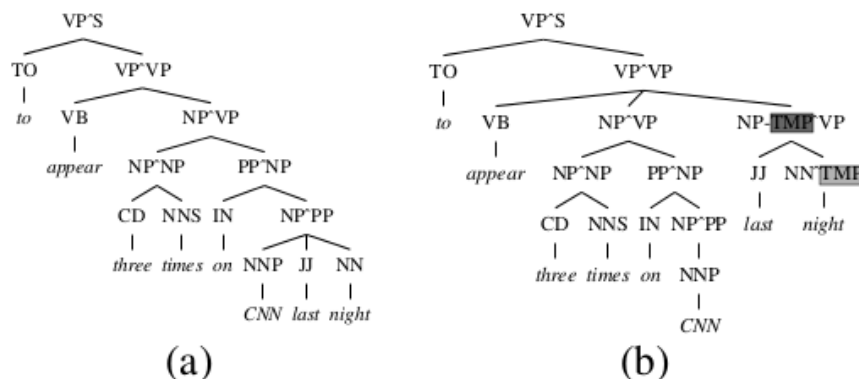 VP^S VP^S
TO VP^VP TO VP^VP
to VB NP^VP to VB NP^VP NP-TMP^VP
appear NP^NP PP^NP appear NP^NP PP^NP JJ NN^TMP
CD NNS IN NP^PP CD NNS IN NP^PP last night
three times on NNP JJ NN three times on NNP
CNN last night CNN
(a) (b)